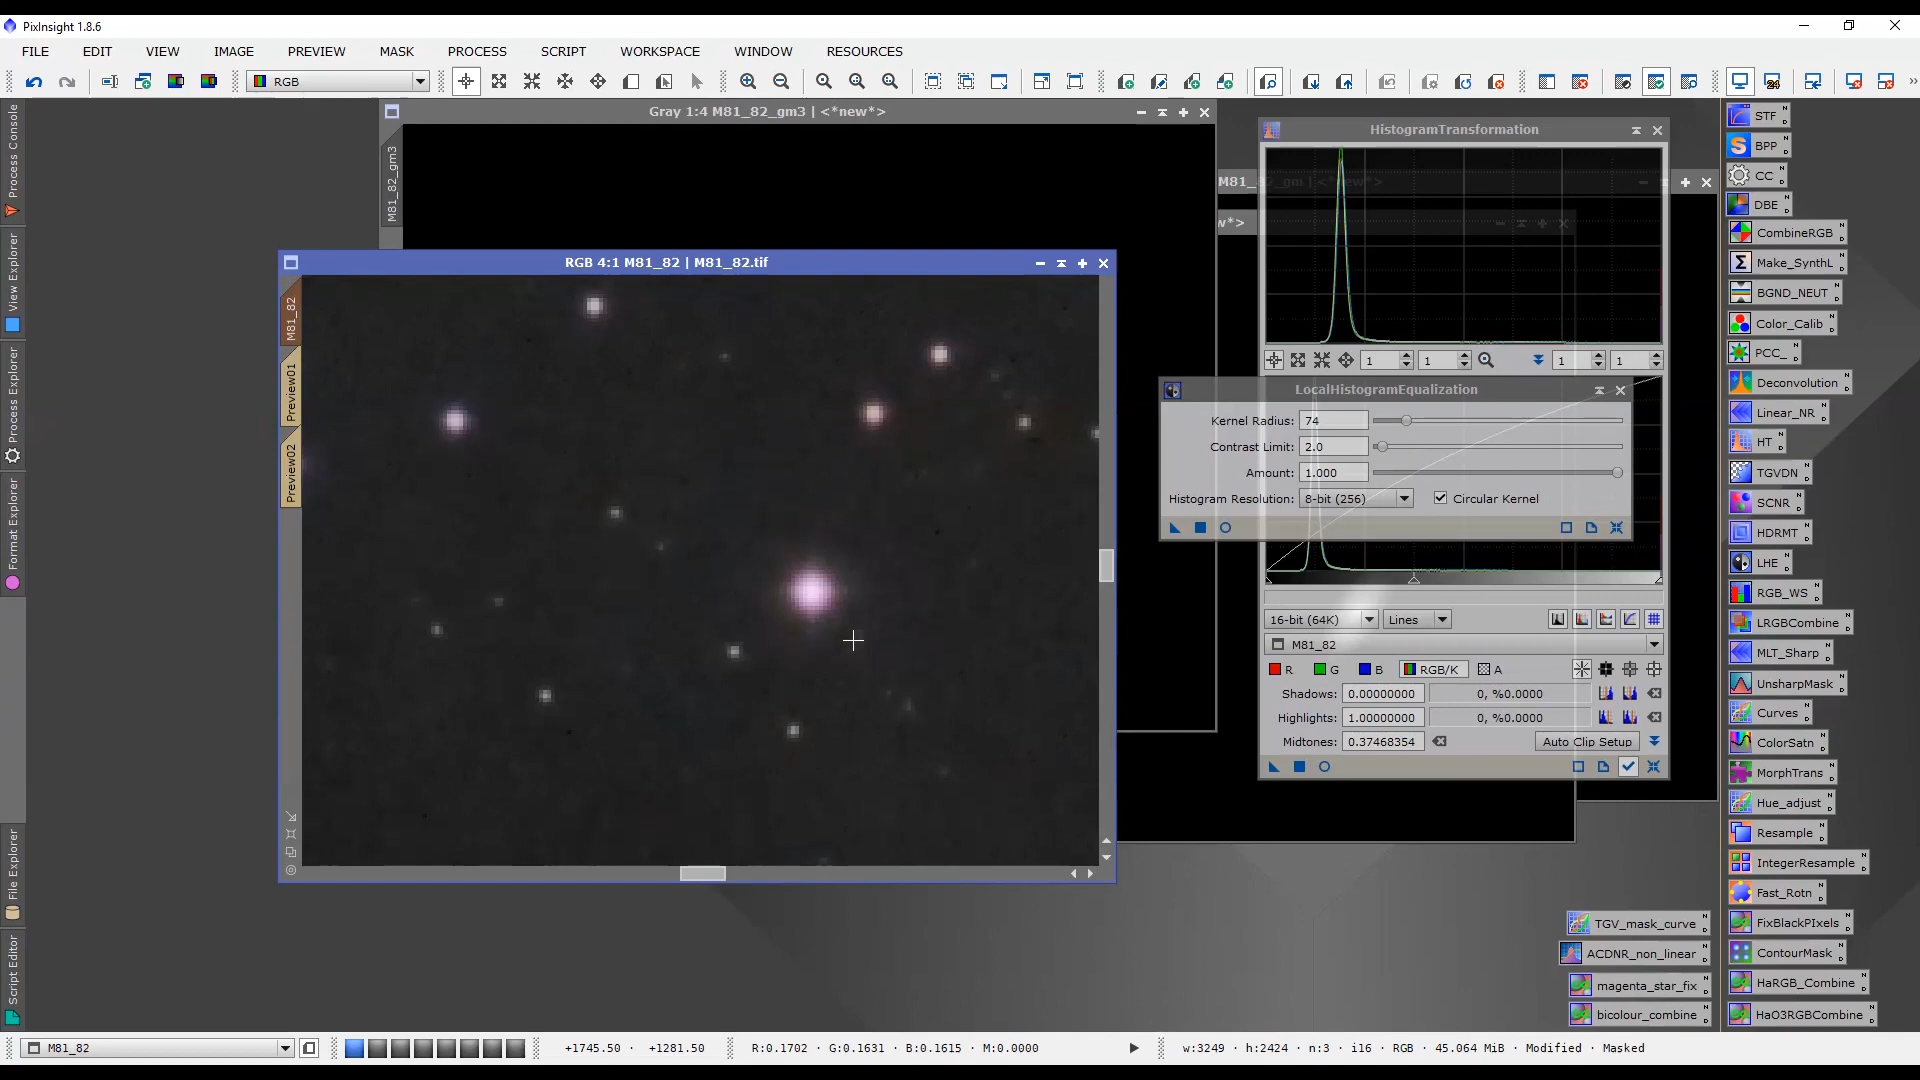 PixInsight 1.8.6
FILE EDIT VIEW IMAGE PREVIEW MASK PROCESS SCRIPT WORKSPACE WINDOW RESOURCES
RGB
24
Process Console
View Explorer
Process Explorer
Format Explorer
File Explorer
Script Editor
Gray 1:4 M81_82_gm3 | <*new*>
M81_82_gm3
M81_82_gm | <*new*>
w*>
RGB 4:1 M81_82 | M81_82.tif
M81_82
Preview01
Preview02
HistogramTransformation
1 1 1 1
LocalHistogramEqualization
Kernel Radius: 74
Contrast Limit: 2.0
Amount: 1.000
Histogram Resolution: 8-bit (256) Circular Kernel
16-bit (64K) Lines
M81_82
R G B RGB/K A
Shadows: 0.00000000 0, %0.0000
Highlights: 1.00000000 0, %0.0000
Midtones: 0.37468354 Auto Clip Setup
STF
BPP
CC
DBE
CombineRGB
Make_SynthL
BGND_NEUT
Color_Calib
PCC_
Deconvolution
Linear_NR
HT
TGVDN
SCNR
HDRMT
LHE
RGB_WS
LRGBCombine
MLT_Sharp
UnsharpMask
Curves
ColorSatn
MorphTrans
Hue_adjust
Resample
IntegerResample
Fast_Rotn
FixBlackPIxels
ContourMask
HaRGB_Combine
HaO3RGBCombine
TGV_mask_curve
ACDNR_non_linear
magenta_star_fix
bicolour_combine
M81_82
+1745.50 · +1281.50
R:0.1702 · G:0.1631 · B:0.1615 · M:0.0000
w:3249 · h:2424 · n:3 · i16 · RGB · 45.064 MiB · Modified · Masked